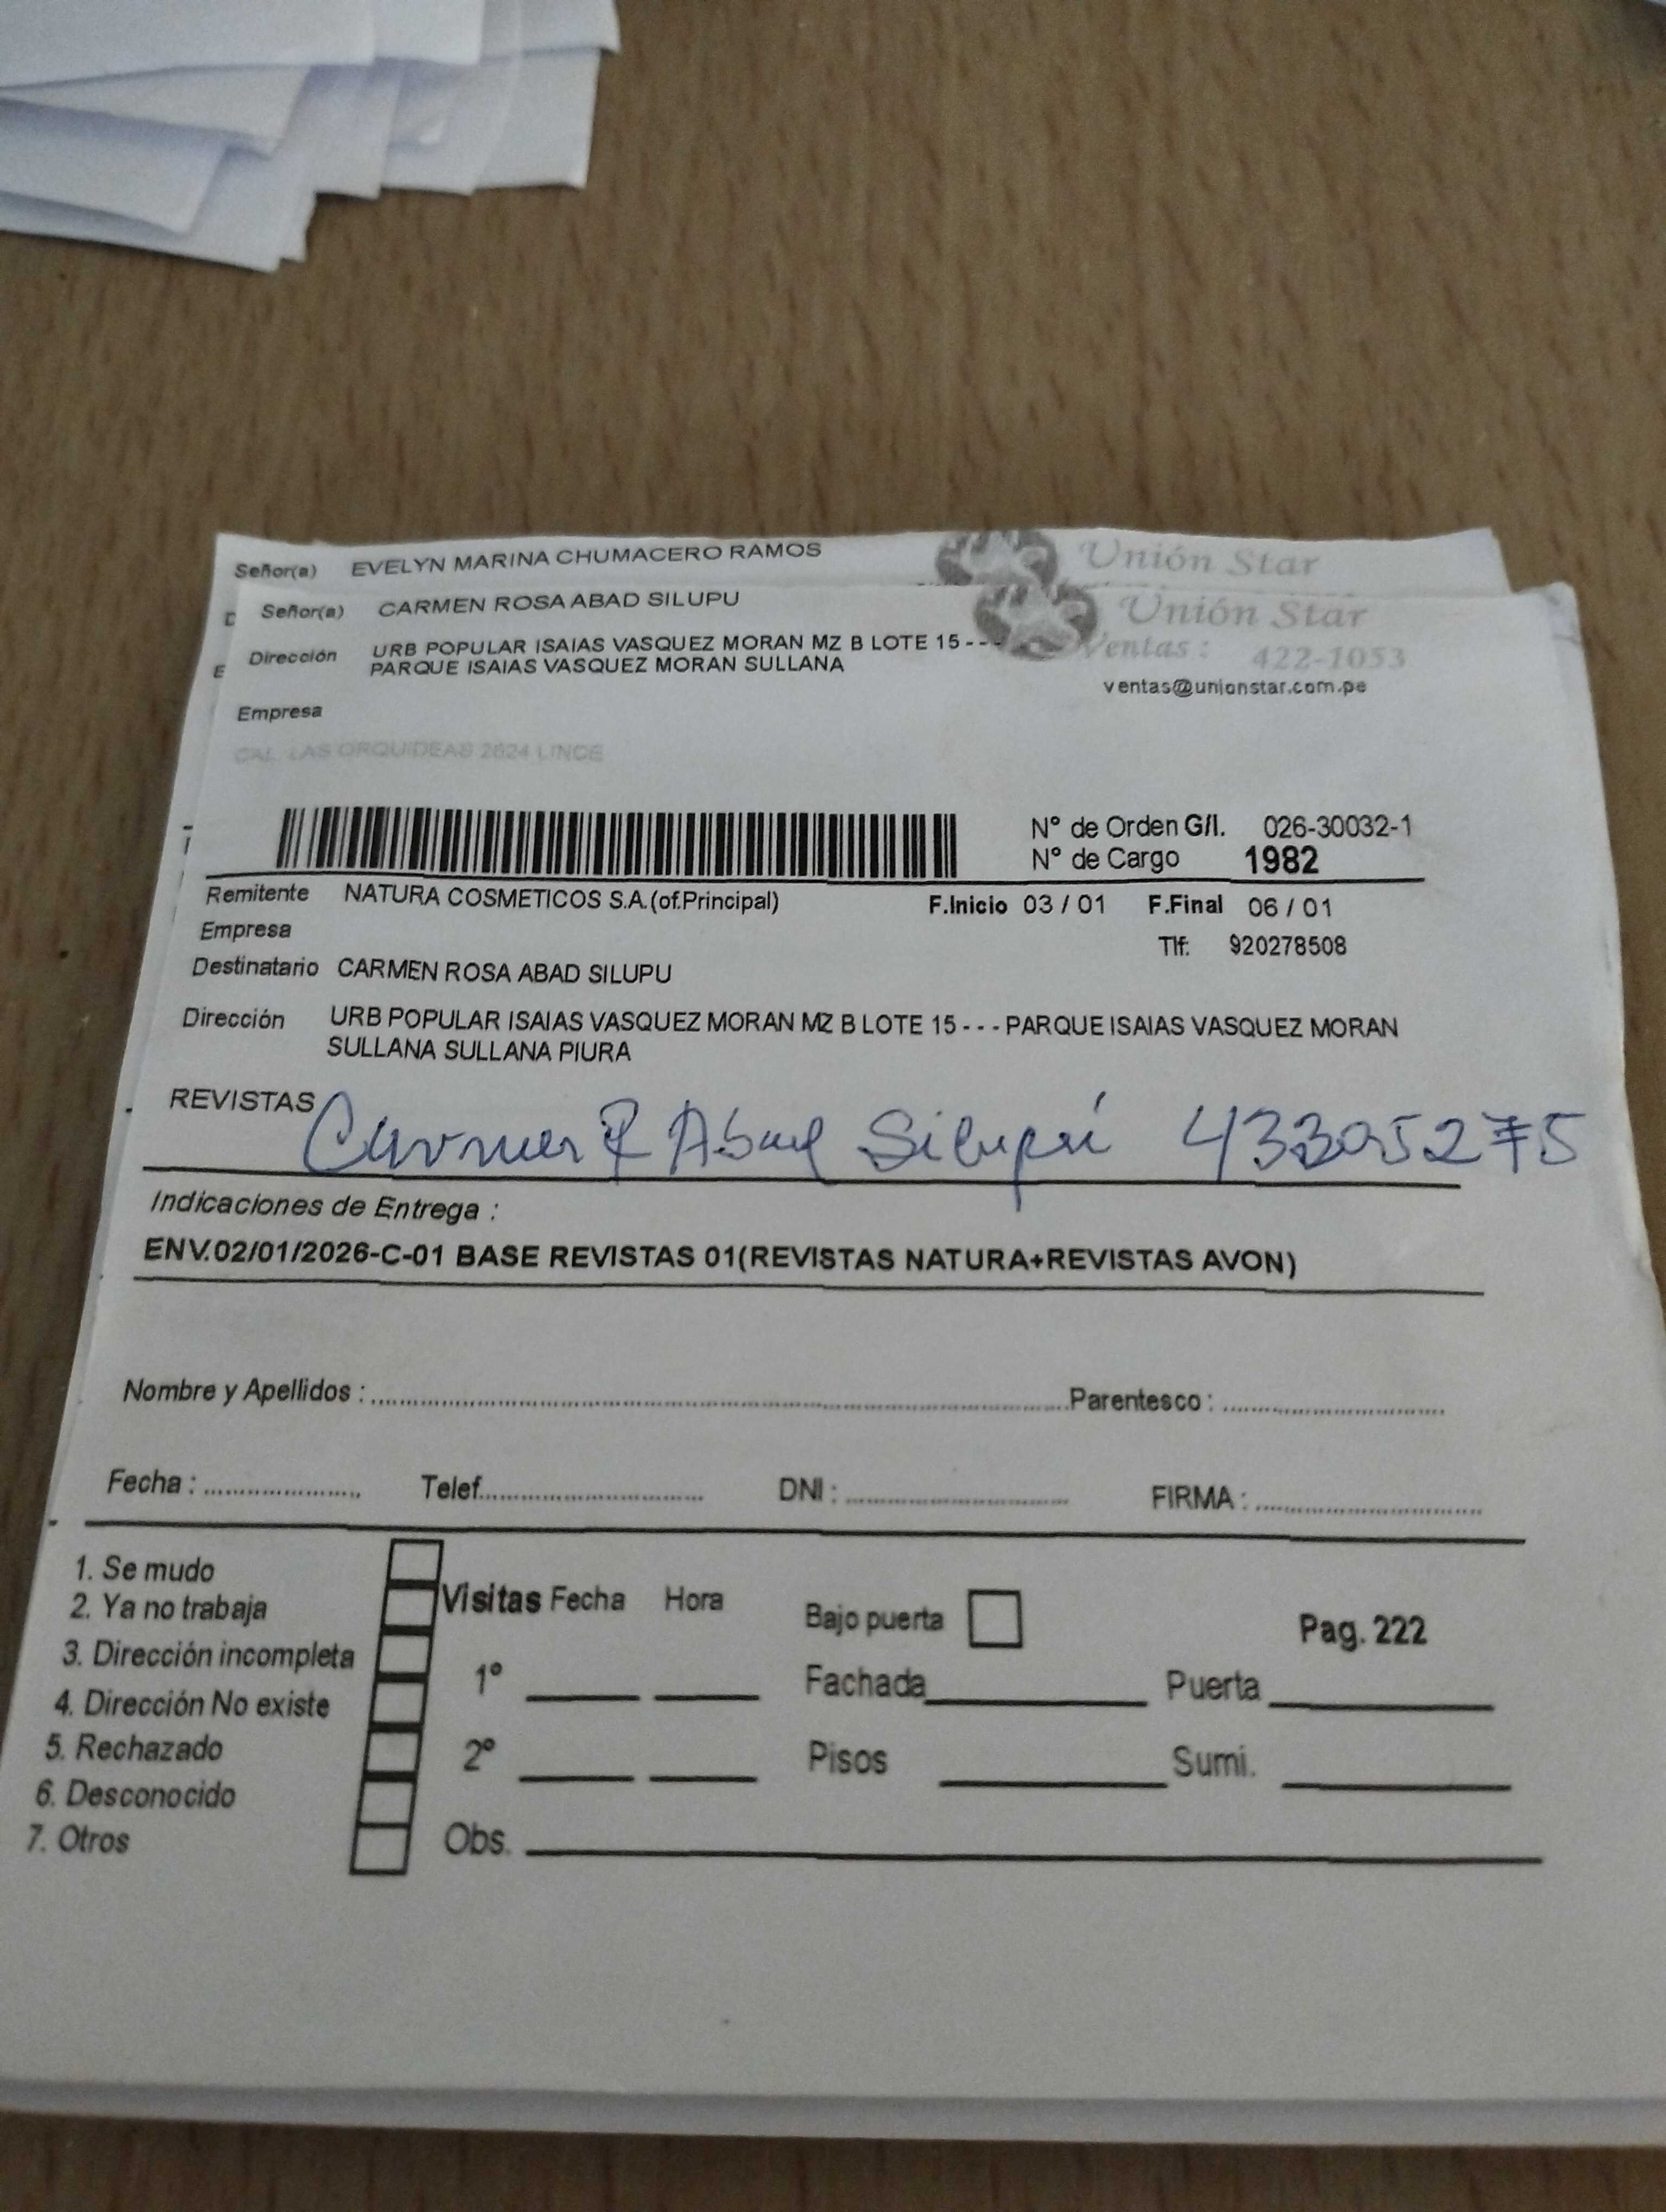 Señor(a) EVELYN MARINA CHUMACERO RAMOS
Unión Star
Señor(a) CARMEN ROSA ABAD SILUPU
Unión Star
Dirección URB POPULAR ISAIAS VASQUEZ MORAN MZ B LOTE 15 - - -
PARQUE ISAIAS VASQUEZ MORAN SULLANA
Ventas : 422-1053
ventas@unionstar.com.pe
Empresa
CAL. LAS ORQUIDEAS 2624 LINCE
N° de Orden G/I. 026-30032-1
N° de Cargo 1982
Remitente NATURA COSMETICOS S.A.(of.Principal) F.Inicio 03 / 01 F.Final 06 / 01
Empresa
Tlf: 920278508
Destinatario CARMEN ROSA ABAD SILUPU
Dirección URB POPULAR ISAIAS VASQUEZ MORAN MZ B LOTE 15 - - - PARQUE ISAIAS VASQUEZ MORAN
SULLANA SULLANA PIURA
REVISTAS
Carmen R Abad Silupú 43305275
Indicaciones de Entrega :
ENV.02/01/2026-C-01 BASE REVISTAS 01(REVISTAS NATURA+REVISTAS AVON)
Nombre y Apellidos : Parentesco :
Fecha : Telef. DNI : FIRMA :
1. Se mudo
2. Ya no trabaja
3. Dirección incompleta
4. Dirección No existe
5. Rechazado
6. Desconocido
7. Otros
Visitas Fecha Hora
1°
2°
Obs.
Bajo puerta
Pag. 222
Fachada Puerta
Pisos Sumi.